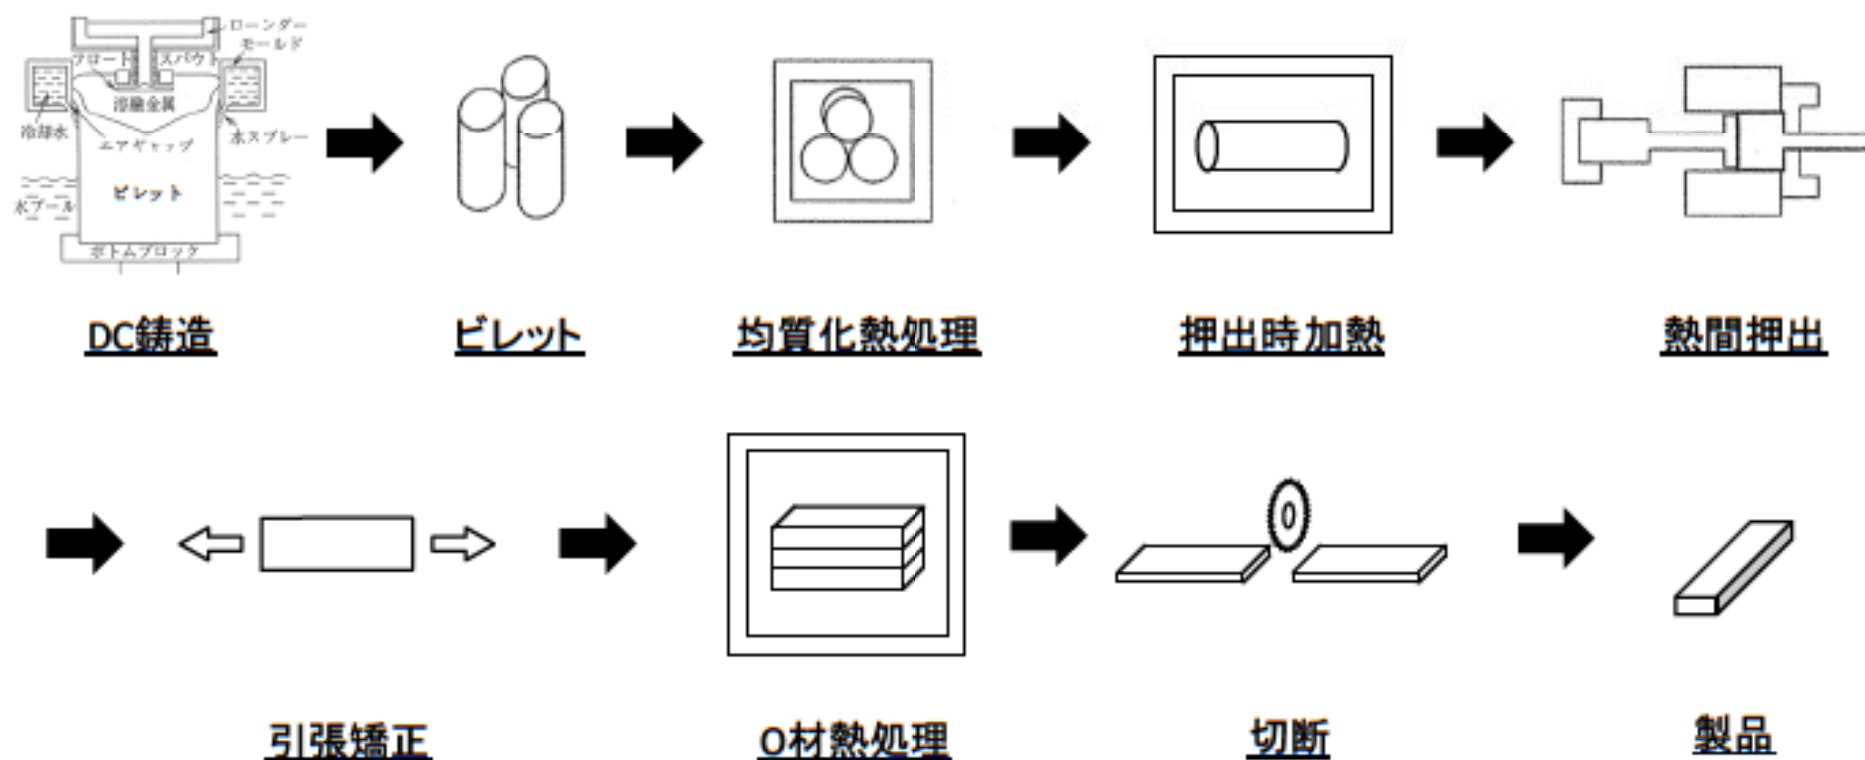 ローンダー
モールド
フロート
スパウト
溶融金属
冷却水
水スプレー
エアギャップ
ビレット
水プール
ボトムブロック
DC鋳造
ビレット
均質化熱処理
押出時加熱
熱間押出
引張矯正
O材熱処理
切断
製品